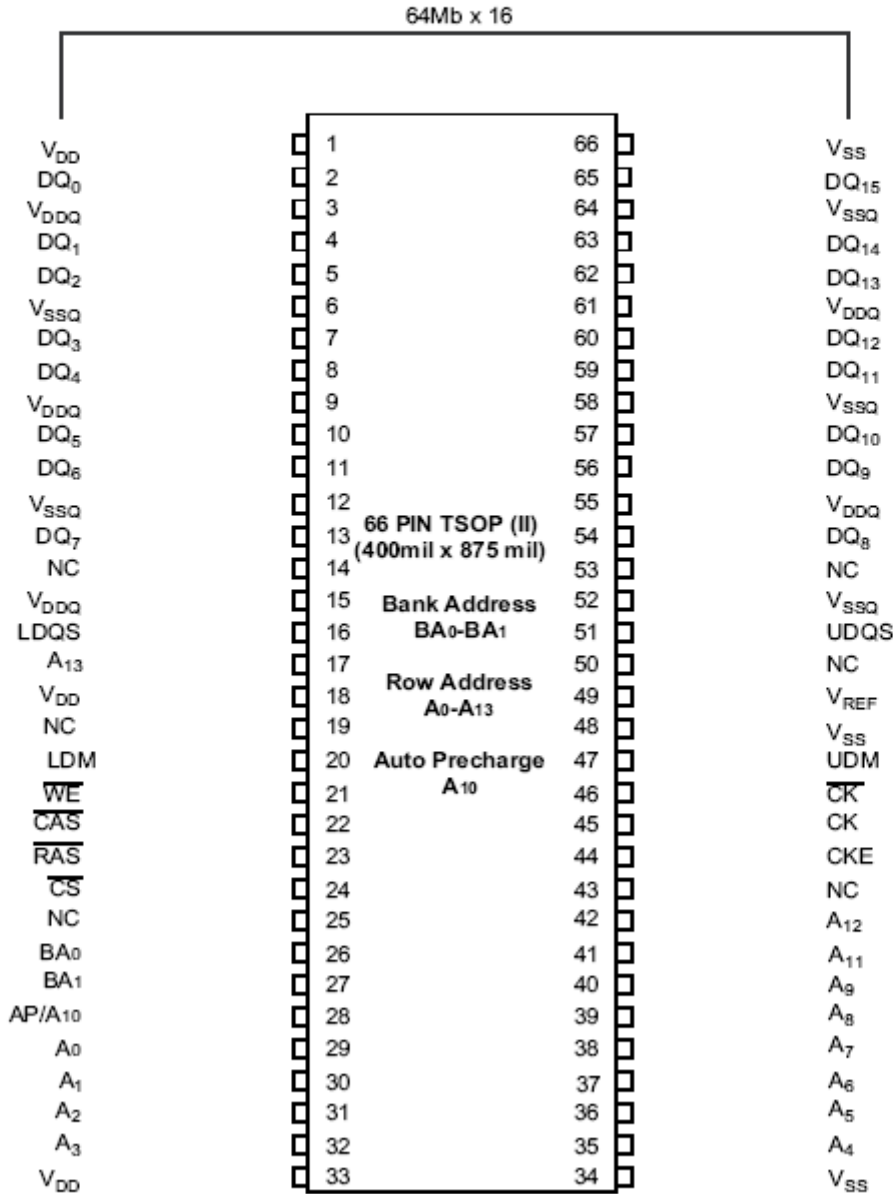 64Mb x 16
VDD 1 66 VSS
DQ0 2 65 DQ15
VDDQ 3 64 VSSQ
DQ1 4 63 DQ14
DQ2 5 62 DQ13
VSSQ 6 61 VDDQ
DQ3 7 60 DQ12
DQ4 8 59 DQ11
VDDQ 9 58 VSSQ
DQ5 10 57 DQ10
DQ6 11 56 DQ9
VSSQ 12 55 VDDQ
66 PIN TSOP (II)
DQ7 13 54 DQ8
(400mil x 875 mil)
NC 14 53 NC
VDDQ 15 Bank Address 52 VSSQ
LDQS 16 BA0-BA1 51 UDQS
A13 17 50 NC
Row Address
VDD 18 49 VREF
A0-A13
NC 19 48 VSS
LDM 20 Auto Precharge 47 UDM
WE 21 A10 46 CK
CAS 22 45 CK
RAS 23 44 CKE
CS 24 43 NC
NC 25 42 A12
BA0 26 41 A11
BA1 27 40 A9
AP/A10 28 39 A8
A0 29 38 A7
A1 30 37 A6
A2 31 36 A5
A3 32 35 A4
VDD 33 34 VSS